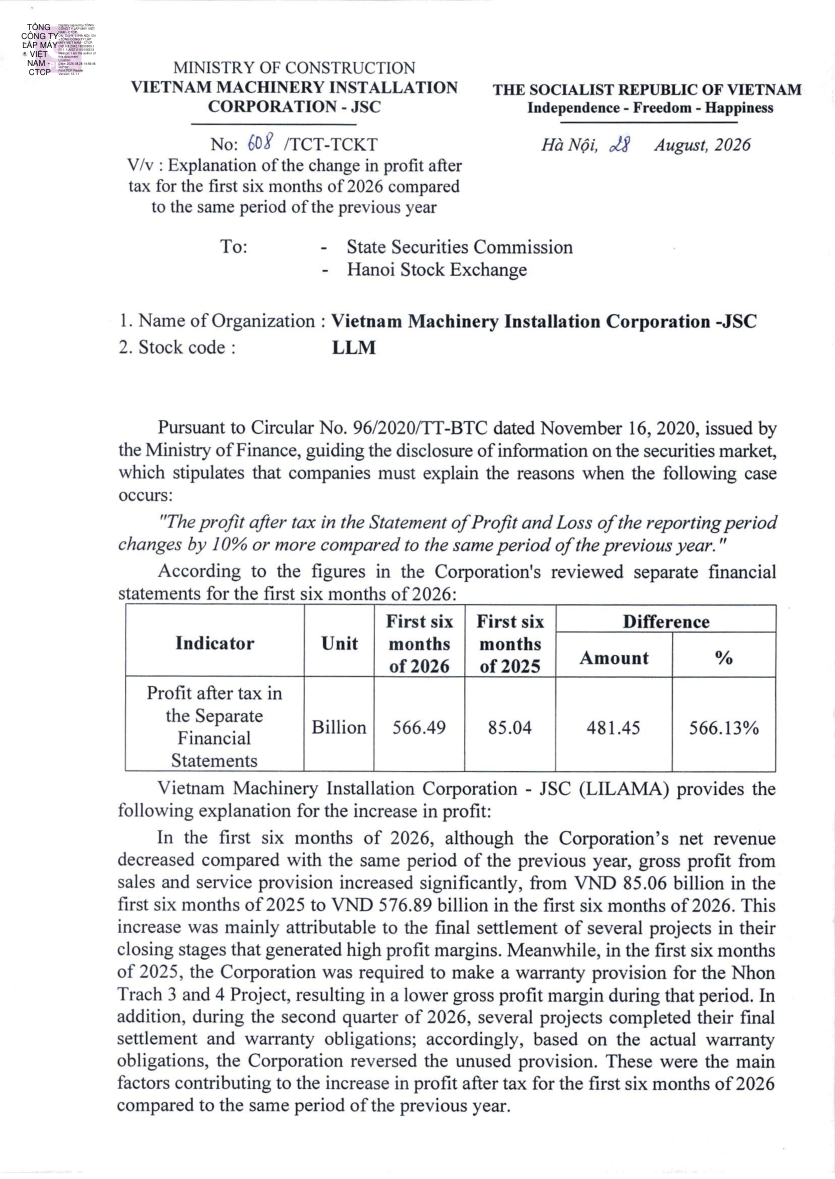 TỔNG
CÔNG TY
LẮP MÁY
VIỆT
NAM -
CTCP
MINISTRY OF CONSTRUCTION
VIETNAM MACHINERY INSTALLATION
CORPORATION - JSC
THE SOCIALIST REPUBLIC OF VIETNAM
Independence - Freedom - Happiness
No: 608 /TCT-TCKT
Hà Nội, 28 August, 2026
V/v : Explanation of the change in profit after
tax for the first six months of 2026 compared
to the same period of the previous year
To: - State Securities Commission
- Hanoi Stock Exchange
1. Name of Organization : Vietnam Machinery Installation Corporation -JSC
2. Stock code : LLM
Pursuant to Circular No. 96/2020/TT-BTC dated November 16, 2020, issued by
the Ministry of Finance, guiding the disclosure of information on the securities market,
which stipulates that companies must explain the reasons when the following case
occurs:
"The profit after tax in the Statement of Profit and Loss of the reporting period
changes by 10% or more compared to the same period of the previous year."
According to the figures in the Corporation's reviewed separate financial
statements for the first six months of 2026:
Indicator Unit First six months of 2026 First six months of 2025 Difference
Amount %
Profit after tax in the Separate Financial Statements Billion 566.49 85.04 481.45 566.13%
Vietnam Machinery Installation Corporation - JSC (LILAMA) provides the
following explanation for the increase in profit:
In the first six months of 2026, although the Corporation’s net revenue
decreased compared with the same period of the previous year, gross profit from
sales and service provision increased significantly, from VND 85.06 billion in the
first six months of 2025 to VND 576.89 billion in the first six months of 2026. This
increase was mainly attributable to the final settlement of several projects in their
closing stages that generated high profit margins. Meanwhile, in the first six months
of 2025, the Corporation was required to make a warranty provision for the Nhon
Trach 3 and 4 Project, resulting in a lower gross profit margin during that period. In
addition, during the second quarter of 2026, several projects completed their final
settlement and warranty obligations; accordingly, based on the actual warranty
obligations, the Corporation reversed the unused provision. These were the main
factors contributing to the increase in profit after tax for the first six months of 2026
compared to the same period of the previous year.